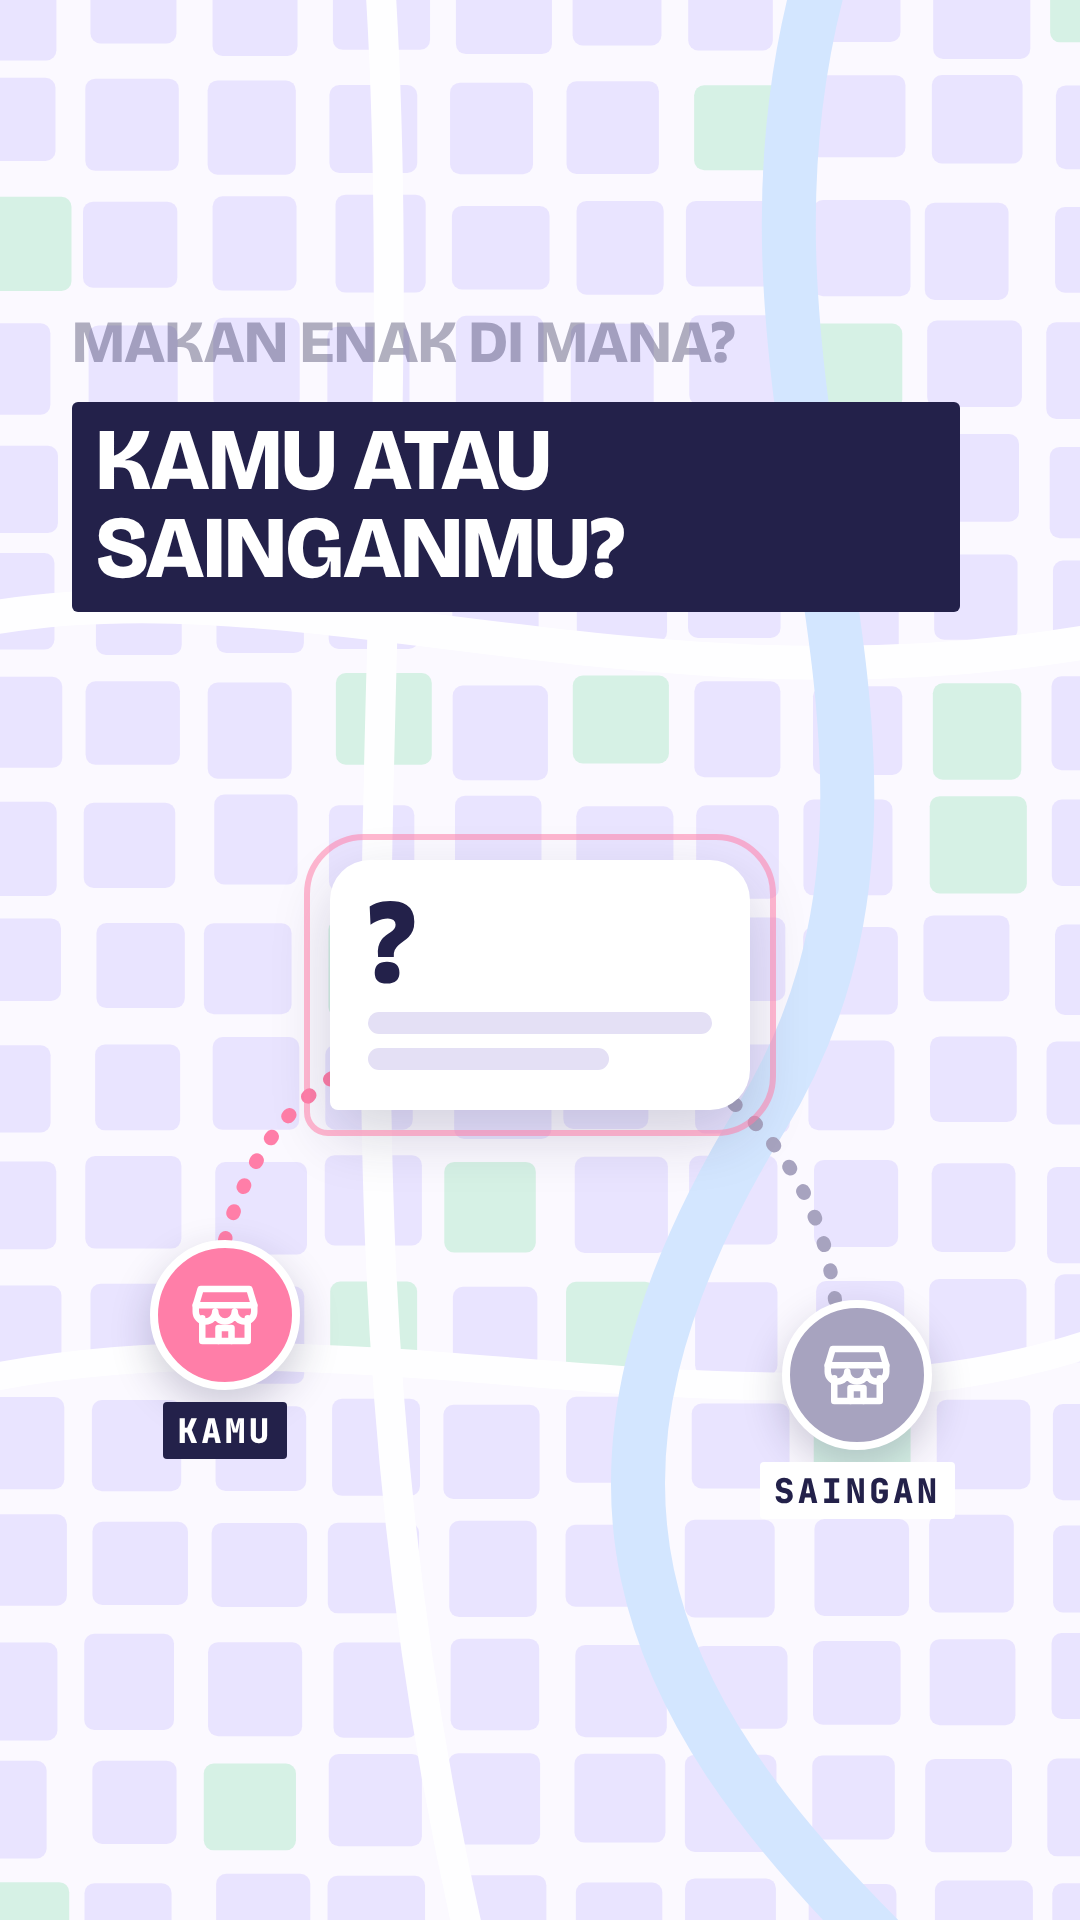 MAKAN ENAK DI MANA?
KAMU ATAU
SAINGANMU?
?
KAMU
SAINGAN